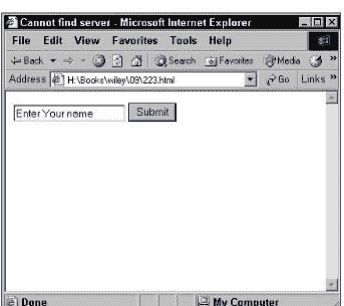 Cannot find server - Microsoft Internet Explorer
File Edit View Favorites Tools Help
Back Search Favorites Media »
Address H:\Books\wiley\09\223.html Go Links »
Enter Your name Submit
Done My Computer